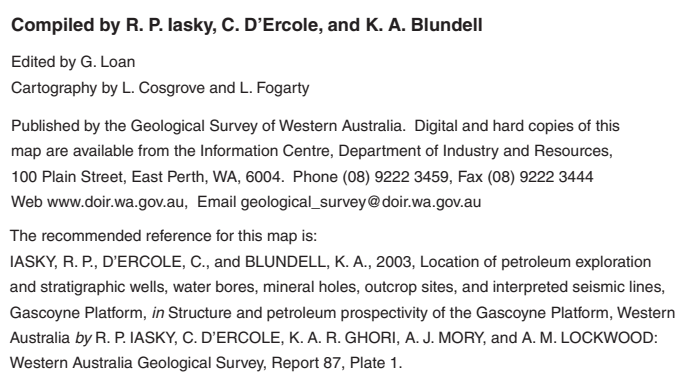 Compiled by R. P. Iasky, C. D'Ercole, and K. A. Blundell
Edited by G. Loan
Cartography by L. Cosgrove and L. Fogarty
Published by the Geological Survey of Western Australia.  Digital and hard copies of this
map are available from the Information Centre, Department of Industry and Resources,
100 Plain Street, East Perth, WA, 6004.  Phone (08) 9222 3459, Fax (08) 9222 3444
Web www.doir.wa.gov.au,  Email geological_survey@doir.wa.gov.au
The recommended reference for this map is:
IASKY, R. P., D'ERCOLE, C., and BLUNDELL, K. A., 2003, Location of petroleum exploration
and stratigraphic wells, water bores, mineral holes, outcrop sites, and interpreted seismic lines,
Gascoyne Platform, in Structure and petroleum prospectivity of the Gascoyne Platform, Western
Australia by R. P. IASKY, C. D'ERCOLE, K. A. R. GHORI, A. J. MORY, and A. M. LOCKWOOD:
Western Australia Geological Survey, Report 87, Plate 1.